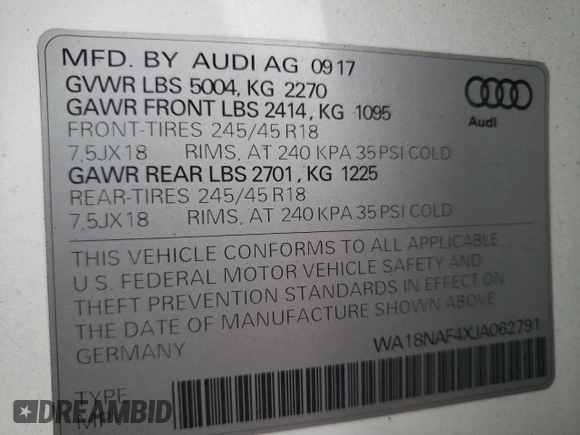 MFD. BY AUDI AG 09 17
GVWR LBS 5004, KG 2270
GAWR FRONT LBS 2414, KG 1095
FRONT-TIRES 245/45 R18
7,5JX18 RIMS, AT 240 KPA 35 PSI COLD
GAWR REAR LBS 2701, KG 1225
REAR-TIRES 245/45 R18
7,5JX18 RIMS, AT 240 KPA 35 PSI COLD
Audi
THIS VEHICLE CONFORMS TO ALL APPLICABLE
U.S. FEDERAL MOTOR VEHICLE SAFETY AND
THEFT PREVENTION STANDARDS IN EFFECT ON
THE DATE OF MANUFACTURE SHOWN ABOVE
GERMANY
WA18NAF4XJA062791
TYPE
MPV
DREAMBID